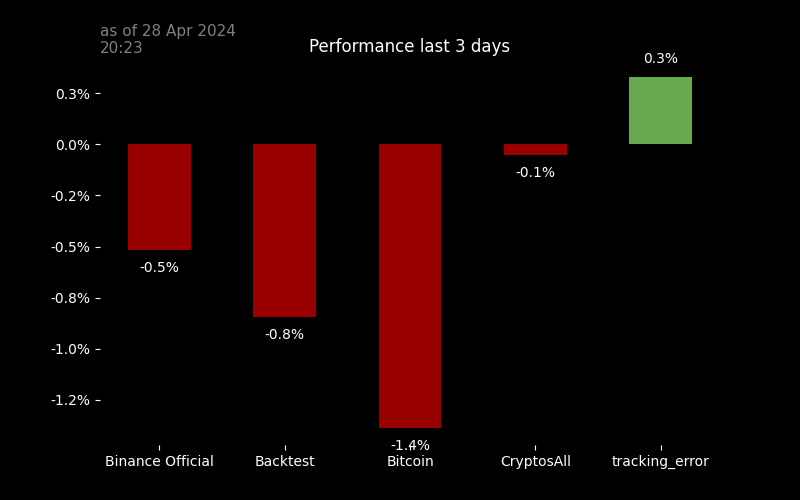 as of 28 Apr 2024
20:23
Performance last 3 days
0.3%
0.3%
0.0%
-0.2%
-0.5%
-0.8%
-1.0%
-1.2%
-0.5%
-0.8%
-1.4%
-0.1%
Binance Official
Backtest
Bitcoin
CryptosAll
tracking_error